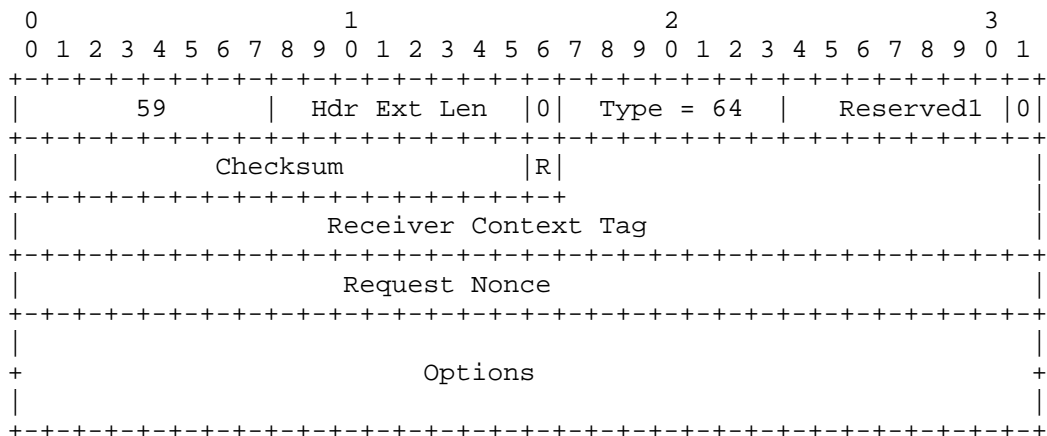 0                   1                   2                   3
 0 1 2 3 4 5 6 7 8 9 0 1 2 3 4 5 6 7 8 9 0 1 2 3 4 5 6 7 8 9 0 1
+-+-+-+-+-+-+-+-+-+-+-+-+-+-+-+-+-+-+-+-+-+-+-+-+-+-+-+-+-+-+-+-+
|       59      |  Hdr Ext Len  |0|  Type = 64  |   Reserved1 |0|
+-+-+-+-+-+-+-+-+-+-+-+-+-+-+-+-+-+-+-+-+-+-+-+-+-+-+-+-+-+-+-+-+
|            Checksum           |R|                             |
+-+-+-+-+-+-+-+-+-+-+-+-+-+-+-+-+-+                             |
|                   Receiver Context Tag                        |
+-+-+-+-+-+-+-+-+-+-+-+-+-+-+-+-+-+-+-+-+-+-+-+-+-+-+-+-+-+-+-+-+
|                    Request Nonce                              |
+-+-+-+-+-+-+-+-+-+-+-+-+-+-+-+-+-+-+-+-+-+-+-+-+-+-+-+-+-+-+-+-+
|                                                               |
+                         Options                               +
|                                                               |
+-+-+-+-+-+-+-+-+-+-+-+-+-+-+-+-+-+-+-+-+-+-+-+-+-+-+-+-+-+-+-+-+